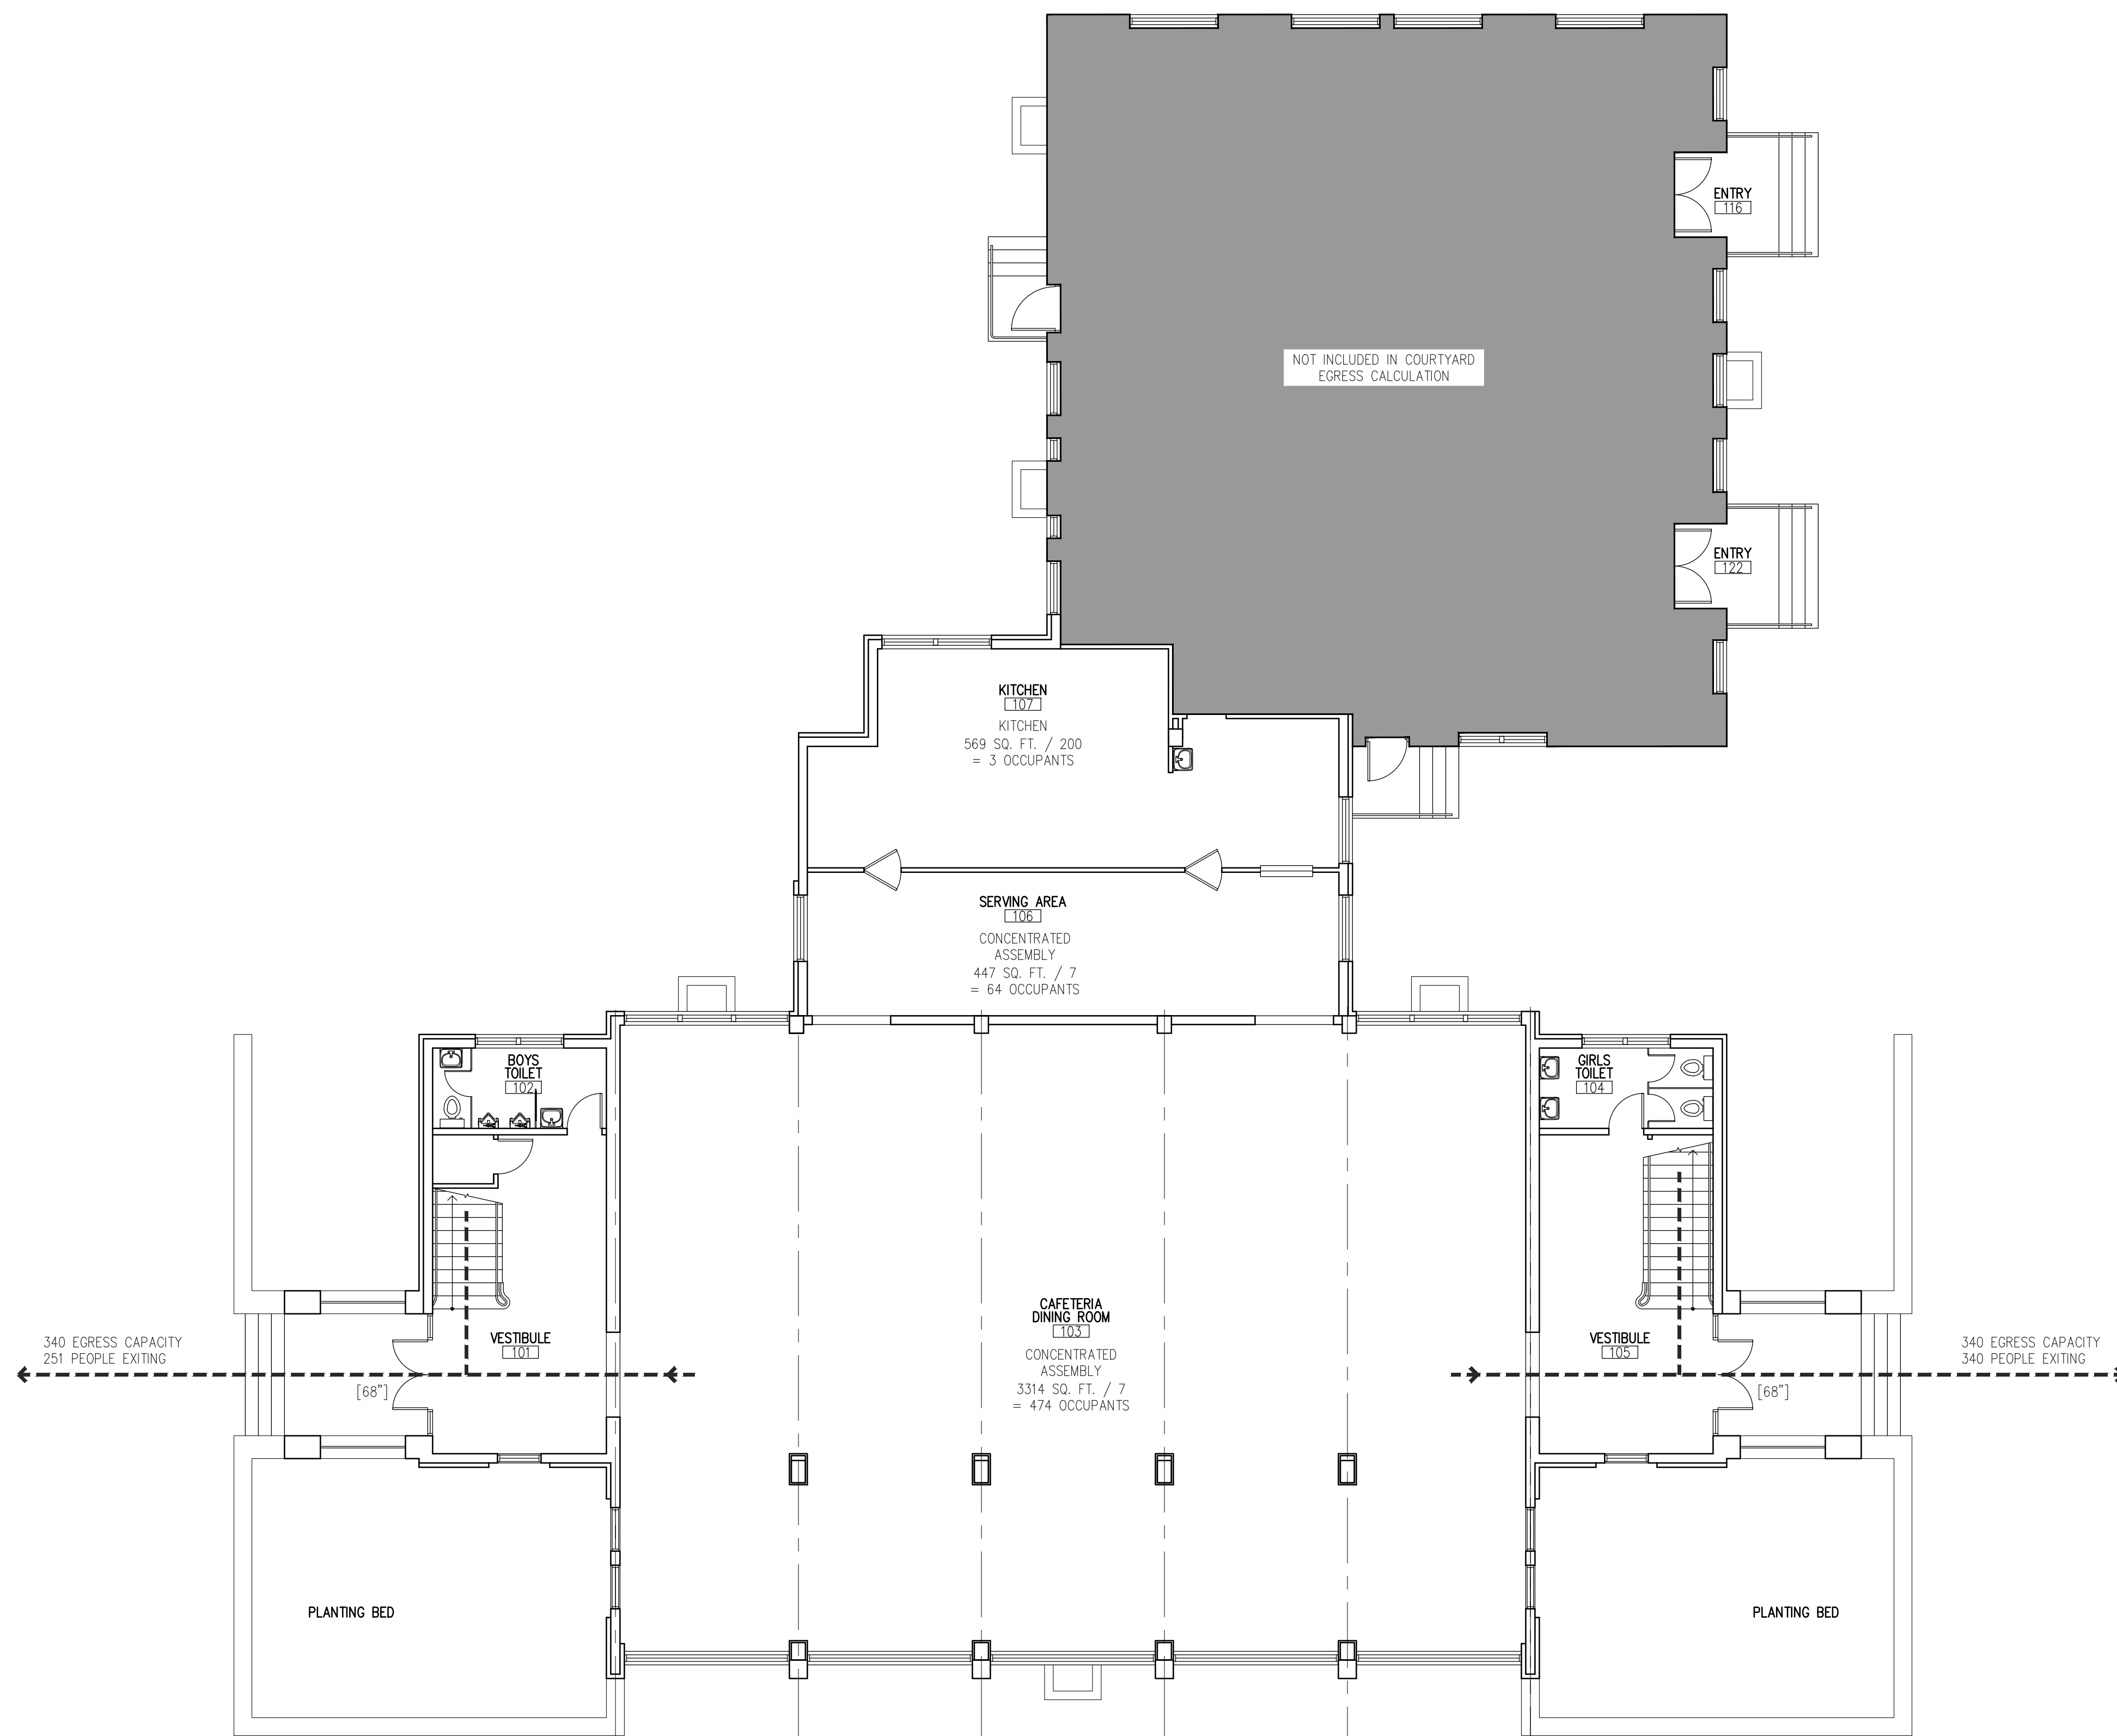 ENTRY
116
NOT INCLUDED IN COURTYARD
EGRESS CALCULATION
ENTRY
122
KITCHEN
107
KITCHEN
569 SQ. FT. / 200
= 3 OCCUPANTS
SERVING AREA
106
CONCENTRATED
ASSEMBLY
447 SQ. FT. / 7
= 64 OCCUPANTS
BOYS
TOILET
102
GIRLS
TOILET
104
CAFETERIA
DINING ROOM
103
CONCENTRATED
ASSEMBLY
3314 SQ. FT. / 7
= 474 OCCUPANTS
340 EGRESS CAPACITY
251 PEOPLE EXITING
[68"]
VESTIBULE
101
VESTIBULE
105
[68"]
340 EGRESS CAPACITY
340 PEOPLE EXITING
PLANTING BED
PLANTING BED